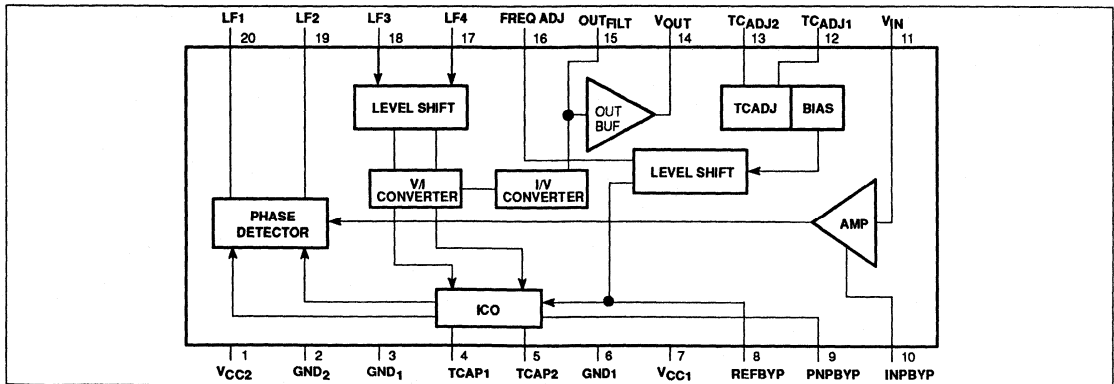 LF1 LF2 LF3 LF4 FREQ ADJ OUTFILT VOUT TCADJ2 TCADJ1 VIN
20 19 18 17 16 15 14 13 12 11
LEVEL SHIFT
OUT
BUF
TCADJ BIAS
LEVEL SHIFT
V/I
CONVERTER
I/V
CONVERTER
PHASE
DETECTOR
AMP
ICO
1 2 3 4 5 6 7 8 9 10
VCC2 GND2 GND1 TCAP1 TCAP2 GND1 VCC1 REFBYP PNPBYP INPBYP